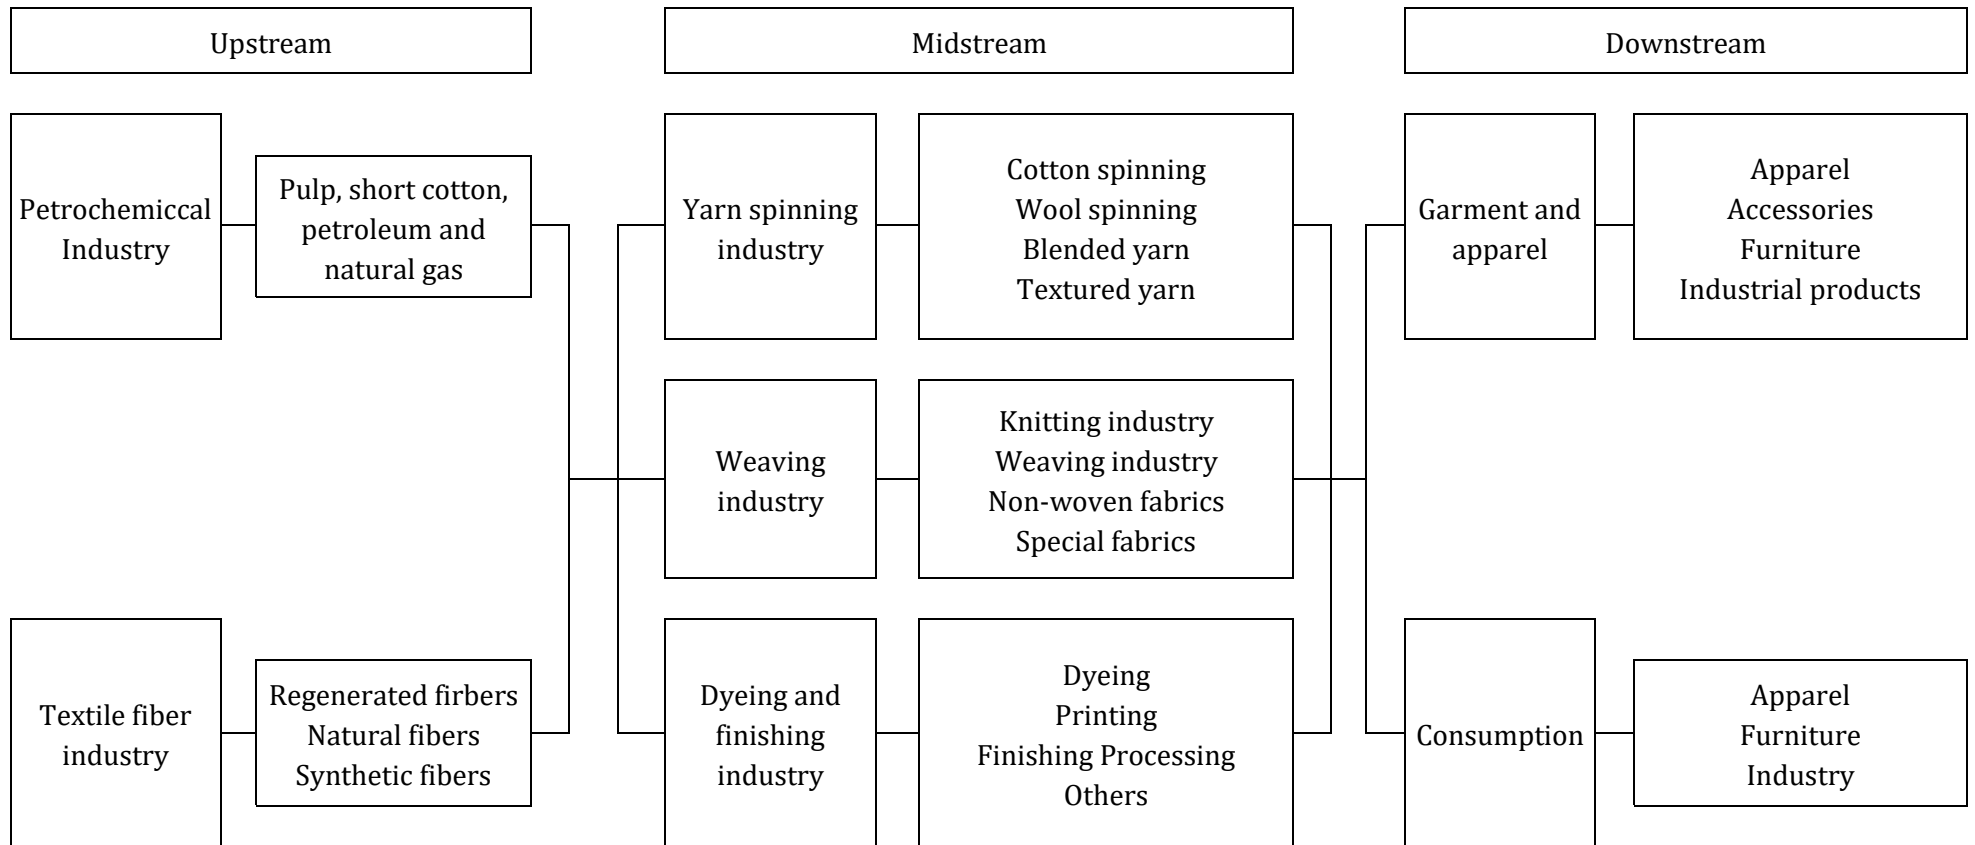 Upstream
Midstream
Downstream
Petrochemiccal
Industry
Pulp, short cotton,
petroleum and
natural gas
Yarn spinning
industry
Cotton spinning
Wool spinning
Blended yarn
Textured yarn
Garment and
apparel
Apparel
Accessories
Furniture
Industrial products
Weaving
industry
Knitting industry
Weaving industry
Non-woven fabrics
Special fabrics
Textile fiber
industry
Regenerated firbers
Natural fibers
Synthetic fibers
Dyeing and
finishing
industry
Dyeing
Printing
Finishing Processing
Others
Consumption
Apparel
Furniture
Industry